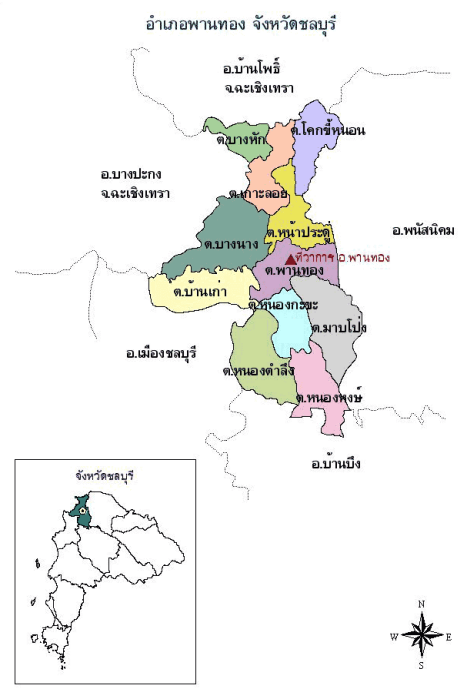 อำเภอพานทอง จังหวัดชลบุรี
อ.บ้านโพธิ์
จ.ฉะเชิงเทรา
ต.บางหัก
ต.โคกขี้หนอน
อ.บางปะกง
จ.ฉะเชิงเทรา
ต.เกาะลอย
ต.หน้าประดู่
อ.พนัสนิคม
ต.บางนาง
ที่ว่าการ อ.พานทอง
ต.พานทอง
ต.บ้านเก่า
ต.หนองกะขะ
ต.มาบโป่ง
อ.เมืองชลบุรี
ต.หนองตำลึง
ต.หนองหงษ์
อ.บ้านบึง
จังหวัดชลบุรี
N
W
E
S